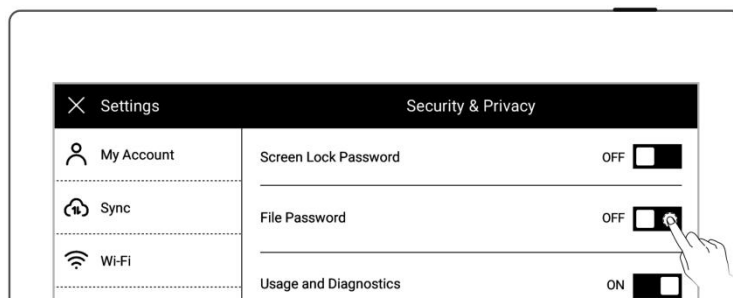 Settings
Security & Privacy
My Account
Screen Lock Password OFF
Sync
File Password OFF
Wi-Fi
Usage and Diagnostics ON